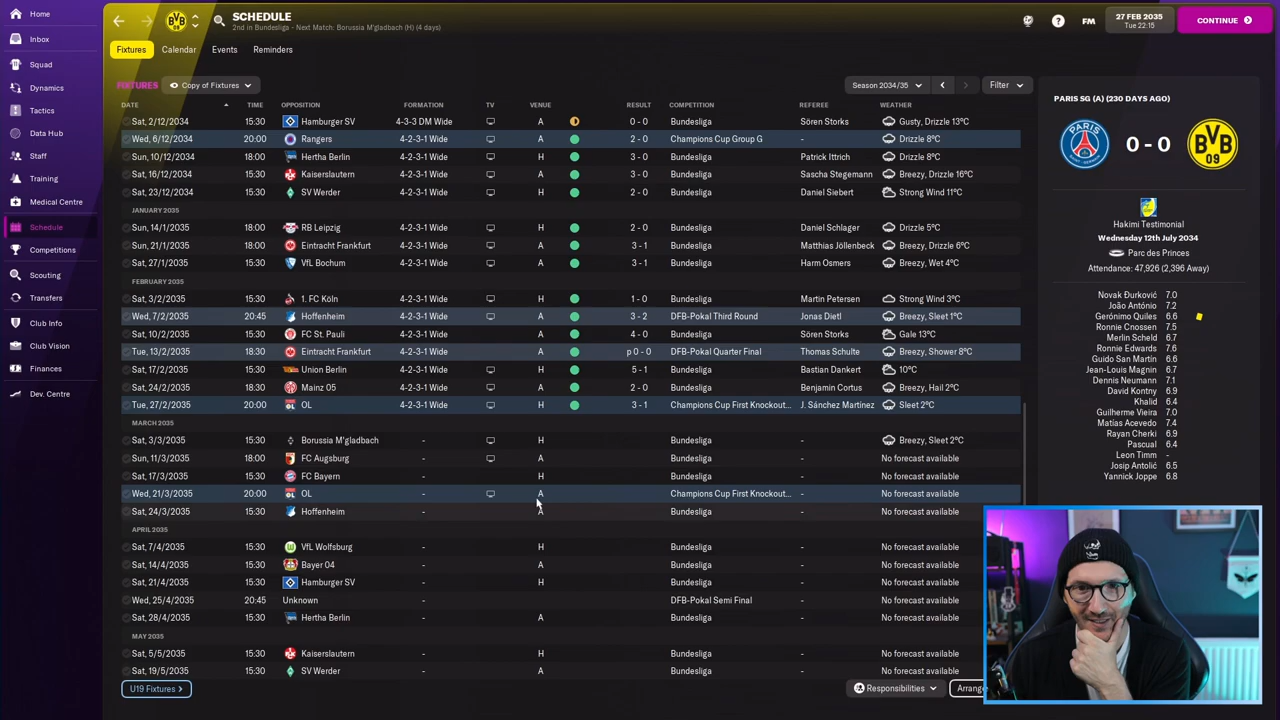 Home
SCHEDULE
2nd in Bundesliga - Next Match: Borussia M'gladbach (H) (4 days)
FM
27 FEB 2035
Tue 22:15
CONTINUE
Inbox
Squad
Dynamics
Tactics
Data Hub
Staff
Training
Medical Centre
Schedule
Competitions
Scouting
Transfers
Club Info
Club Vision
Finances
Dev. Centre
Fixtures Calendar Events Reminders
FIXTURES Copy of Fixtures Season 2034/35 Filter
DATE TIME OPPOSITION FORMATION TV VENUE RESULT COMPETITION REFEREE WEATHER
Sat, 2/12/2034 15:30 Hamburger SV 4-3-3 DM Wide A 0 - 0 Bundesliga Sören Storks Gusty, Drizzle 13°C
Wed, 6/12/2034 20:00 Rangers 4-2-3-1 Wide A 2 - 0 Champions Cup Group G - Drizzle 8°C
Sun, 10/12/2034 18:00 Hertha Berlin 4-2-3-1 Wide H 3 - 0 Bundesliga Patrick Ittrich Drizzle 8°C
Sat, 16/12/2034 15:30 Kaiserslautern 4-2-3-1 Wide A 3 - 0 Bundesliga Sascha Stegemann Breezy, Drizzle 16°C
Sat, 23/12/2034 15:30 SV Werder 4-2-3-1 Wide H 2 - 0 Bundesliga Daniel Siebert Strong Wind 11°C
JANUARY 2035
Sun, 14/1/2035 18:00 RB Leipzig 4-2-3-1 Wide H 2 - 0 Bundesliga Daniel Schlager Drizzle 5°C
Sun, 21/1/2035 18:00 Eintracht Frankfurt 4-2-3-1 Wide A 3 - 1 Bundesliga Matthias Jöllenbeck Breezy, Drizzle 6°C
Sat, 27/1/2035 15:30 VfL Bochum 4-2-3-1 Wide A 3 - 1 Bundesliga Harm Osmers Breezy, Wet 4°C
FEBRUARY 2035
Sat, 3/2/2035 15:30 1. FC Köln 4-2-3-1 Wide H 1 - 0 Bundesliga Martin Petersen Strong Wind 3°C
Wed, 7/2/2035 20:45 Hoffenheim 4-2-3-1 Wide A 3 - 2 DFB-Pokal Third Round Jonas Dietl Breezy, Sleet 1°C
Sat, 10/2/2035 15:30 FC St. Pauli 4-2-3-1 Wide A 4 - 0 Bundesliga Sören Storks Gale 13°C
Tue, 13/2/2035 18:30 Eintracht Frankfurt 4-2-3-1 Wide A p 0 - 0 DFB-Pokal Quarter Final Thomas Schulte Breezy, Shower 8°C
Sat, 17/2/2035 15:30 Union Berlin 4-2-3-1 Wide H 5 - 1 Bundesliga Bastian Dankert 10°C
Sat, 24/2/2035 18:30 Mainz 05 4-2-3-1 Wide A 2 - 0 Bundesliga Benjamin Cortus Breezy, Hail 2°C
Tue, 27/2/2035 20:00 OL 4-2-3-1 Wide H 3 - 1 Champions Cup First Knockout... J. Sánchez Martínez Sleet 2°C
MARCH 2035
Sat, 3/3/2035 15:30 Borussia M'gladbach - H Bundesliga - Breezy, Sleet 2°C
Sun, 11/3/2035 18:00 FC Augsburg - A Bundesliga - No forecast available
Sat, 17/3/2035 15:30 FC Bayern - H Bundesliga - No forecast available
Wed, 21/3/2035 20:00 OL - A Champions Cup First Knockout... - No forecast available
Sat, 24/3/2035 15:30 Hoffenheim - A Bundesliga - No forecast available
APRIL 2035
Sat, 7/4/2035 15:30 VfL Wolfsburg - H Bundesliga - No forecast available
Sat, 14/4/2035 15:30 Bayer 04 - A Bundesliga - No forecast available
Sat, 21/4/2035 15:30 Hamburger SV - H Bundesliga - No forecast available
Wed, 25/4/2035 20:45 Unknown - DFB-Pokal Semi Final - No forecast available
Sat, 28/4/2035 15:30 Hertha Berlin - A Bundesliga - No forecast available
MAY 2035
Sat, 5/5/2035 15:30 Kaiserslautern - H Bundesliga - No forecast available
Sat, 19/5/2035 15:30 SV Werder - A Bundesliga - No forecast available
U19 Fixtures Responsibilities Arrange
PARIS SG (A) (230 DAYS AGO)
PARIS
0 - 0
BVB
09
Hakimi Testimonial
Wednesday 12th July 2034
Parc des Princes
Attendance: 47,926 (2,396 Away)
Novak Đurković 7.0
João António 7.2
Gerónimo Quiles 6.6
Ronnie Cnossen 7.5
Merlin Scheld 6.7
Ronnie Edwards 7.6
Guido San Martín 6.6
Jean-Louis Magnin 6.7
Dennis Neumann 7.1
David Kontny 6.9
Khalid 6.4
Guilherme Vieira 7.0
Matías Acevedo 7.4
Rayan Cherki 6.9
Pascual 6.4
Leon Timm -
Josip Antolić 6.5
Yannick Joppe 6.8